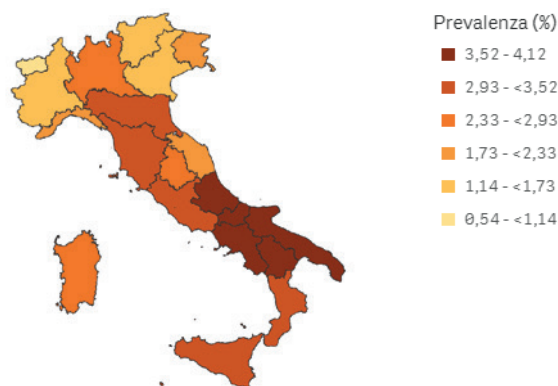 Prevalenza (%)
3,52 - 4,12
2,93 - <3,52
2,33 - <2,93
1,73 - <2,33
1,14 - <1,73
0,54 - <1,14